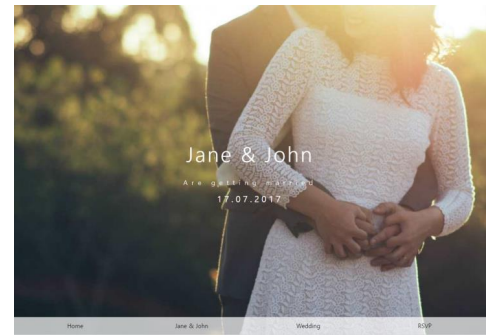 Jane & John
Are getting married
17.07.2017
Home
Jane & John
Wedding
RSVP